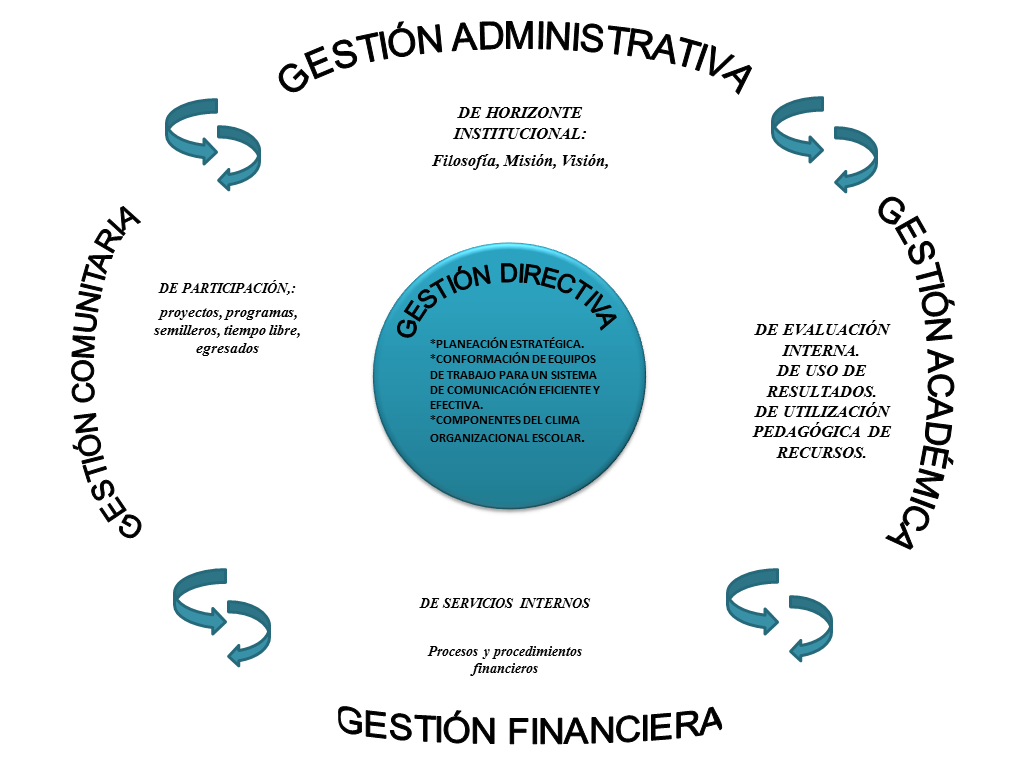 GESTIÓN ADMINISTRATIVA
DE HORIZONTE
INSTITUCIONAL:
Filosofía, Misión, Visión,
GESTIÓN COMUNITARIA
DE PARTICIPACIÓN,:
proyectos, programas,
semilleros, tiempo libre,
egresados
GESTIÓN DIRECTIVA
*PLANEACIÓN ESTRATÉGICA.
*CONFORMACIÓN DE EQUIPOS
DE TRABAJO PARA UN SISTEMA
DE COMUNICACIÓN EFICIENTE Y
EFECTIVA.
*COMPONENTES DEL CLIMA
ORGANIZACIONAL ESCOLAR.
GESTIÓN ACADÉMICA
DE EVALUACIÓN
INTERNA.
DE USO DE
RESULTADOS.
DE UTILIZACIÓN
PEDAGÓGICA DE
RECURSOS.
DE SERVICIOS INTERNOS
Procesos y procedimientos
financieros
GESTIÓN FINANCIERA